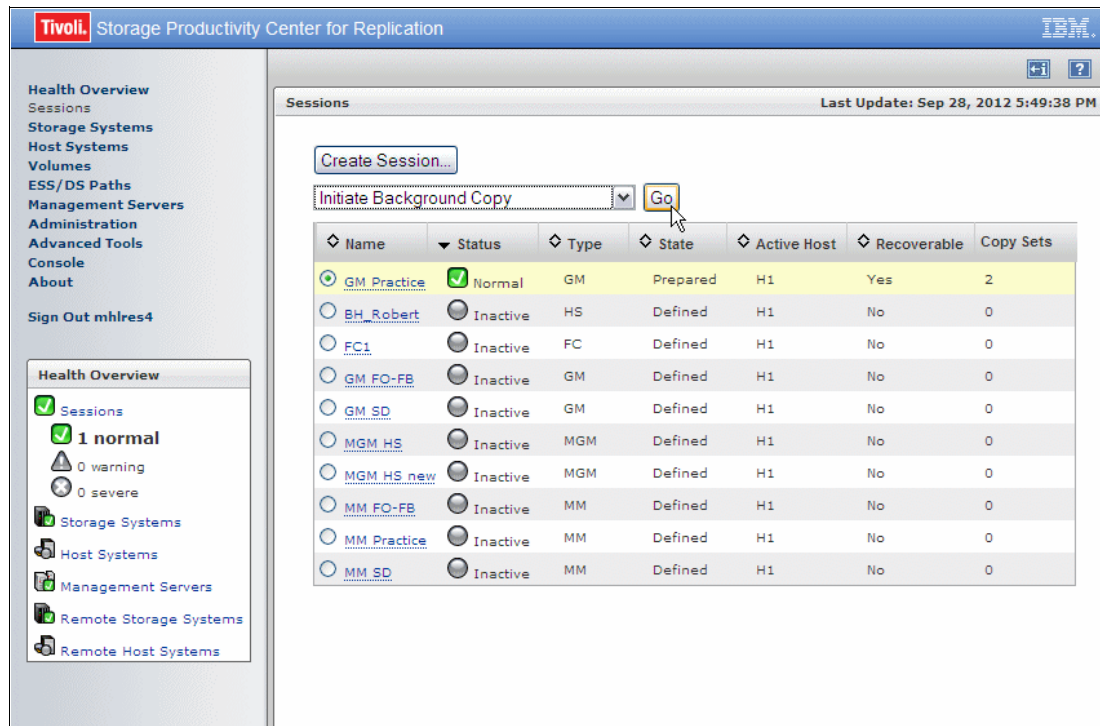 Tivoli. Storage Productivity Center for Replication IBM.
Health Overview
Sessions
Storage Systems
Host Systems
Volumes
ESS/DS Paths
Management Servers
Administration
Advanced Tools
Console
About
Sign Out mhlres4
Health Overview
Sessions
1 normal
0 warning
0 severe
Storage Systems
Host Systems
Management Servers
Remote Storage Systems
Remote Host Systems
i ?
Sessions Last Update: Sep 28, 2012 5:49:38 PM
Create Session...
Initiate Background Copy Go
Name Status Type State Active Host Recoverable Copy Sets
GM Practice Normal GM Prepared H1 Yes 2
BH_Robert Inactive HS Defined H1 No 0
FC1 Inactive FC Defined H1 No 0
GM FO-FB Inactive GM Defined H1 No 0
GM SD Inactive GM Defined H1 No 0
MGM HS Inactive MGM Defined H1 No 0
MGM HS new Inactive MGM Defined H1 No 0
MM FO-FB Inactive MM Defined H1 No 0
MM Practice Inactive MM Defined H1 No 0
MM SD Inactive MM Defined H1 No 0